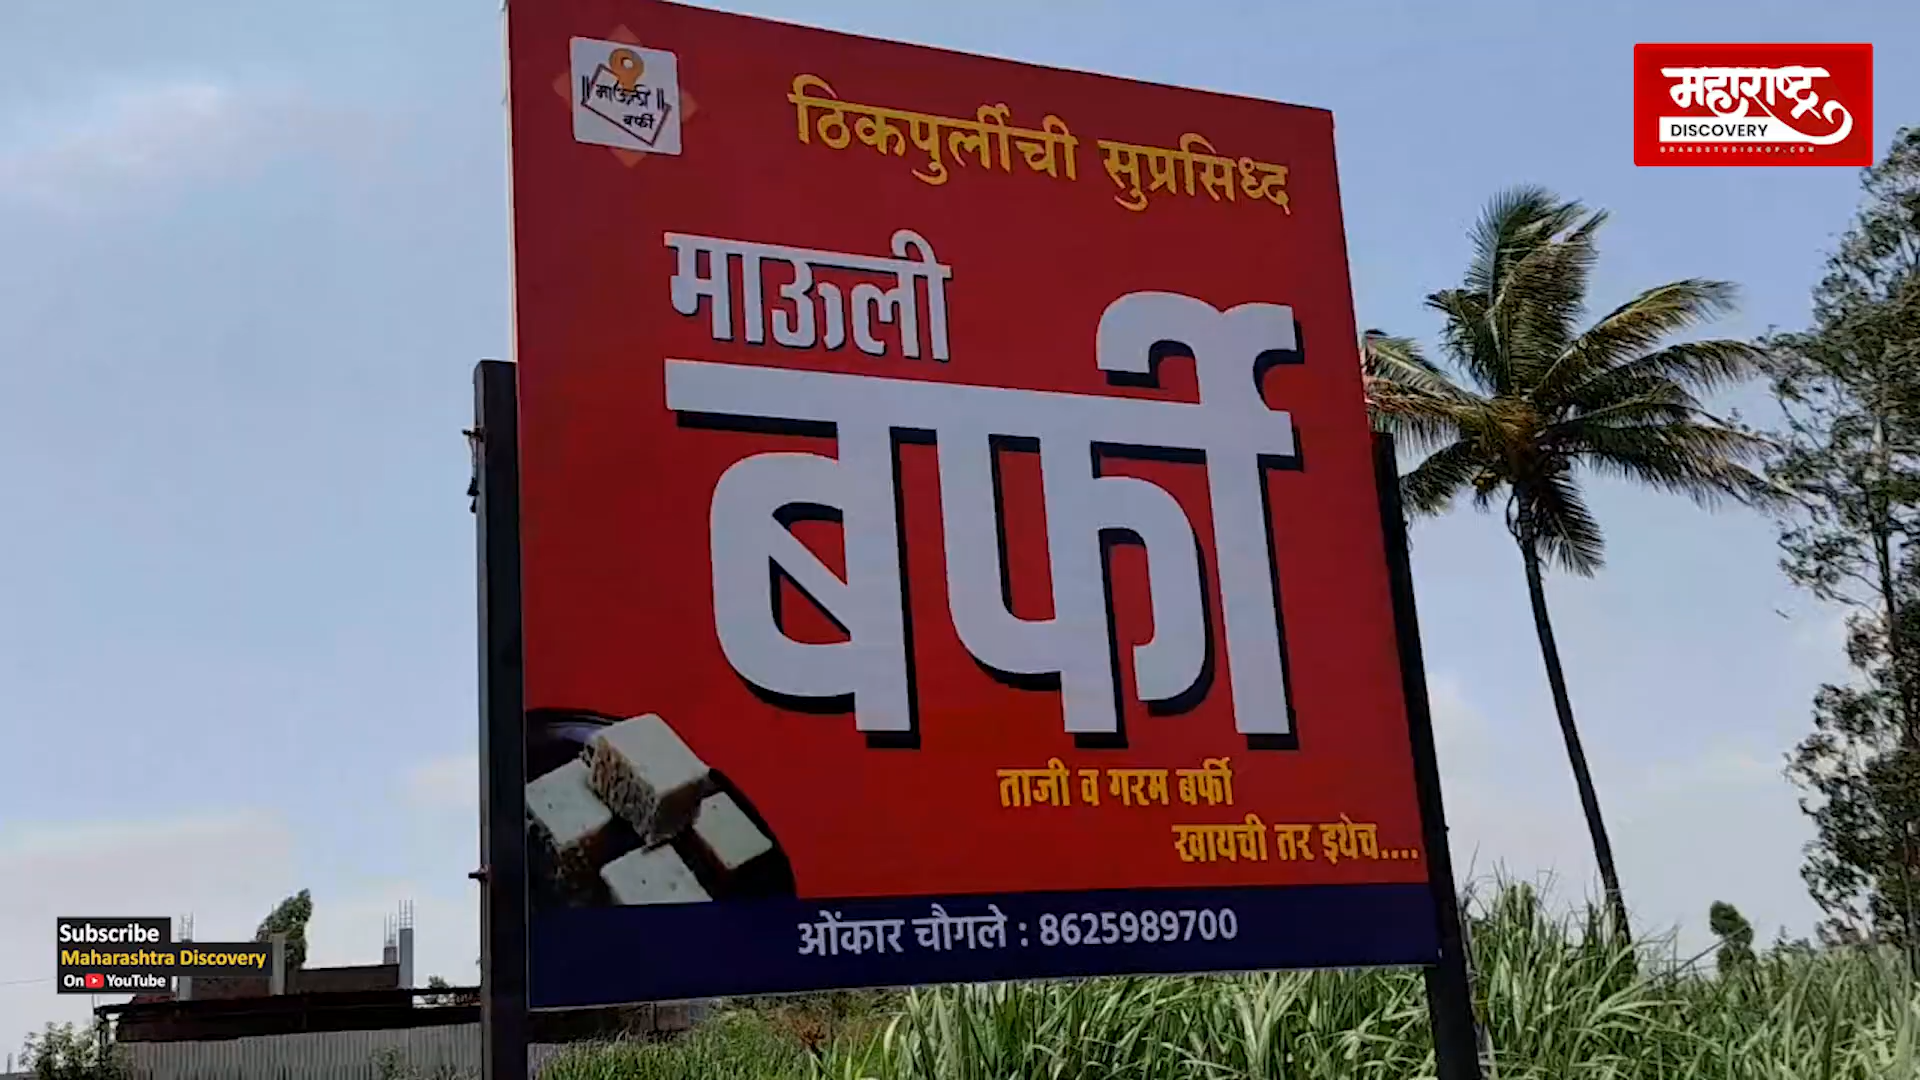 महाराष्ट्र
DISCOVERY
॥ माऊली ॥
बर्फी
ठिकपुर्लीची सुप्रसिध्द
माऊली
बर्फी
ताजी व गरम बर्फी
खायची तर इथेच....
ओंकार चौगले : 8625989700
Subscribe
Maharashtra Discovery
On YouTube